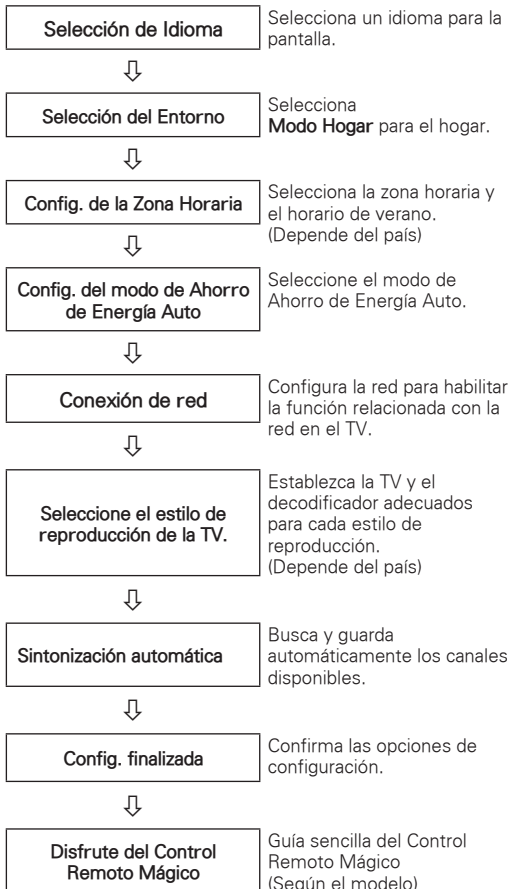 Selección de Idioma
Selecciona un idioma para la
pantalla.
Selección del Entorno
Selecciona
Modo Hogar para el hogar.
Config. de la Zona Horaria
Selecciona la zona horaria y
el horario de verano.
(Depende del país)
Config. del modo de Ahorro
de Energía Auto
Seleccione el modo de
Ahorro de Energía Auto.
Conexión de red
Configura la red para habilitar
la función relacionada con la
red en el TV.
Seleccione el estilo de
reproducción de la TV.
Establezca la TV y el
decodificador adecuados
para cada estilo de
reproducción.
(Depende del país)
Sintonización automática
Busca y guarda
automáticamente los canales
disponibles.
Config. finalizada
Confirma las opciones de
configuración.
Disfrute del Control
Remoto Mágico
Guía sencilla del Control
Remoto Mágico
(Según el modelo)